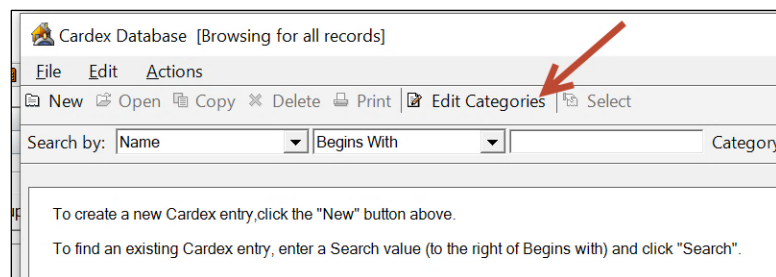 Cardex Database [Browsing for all records]
File Edit Actions
New Open Copy Delete Print Edit Categories Select
Search by: Name Begins With Category
To create a new Cardex entry,click the "New" button above.
To find an existing Cardex entry, enter a Search value (to the right of Begins with) and click "Search".